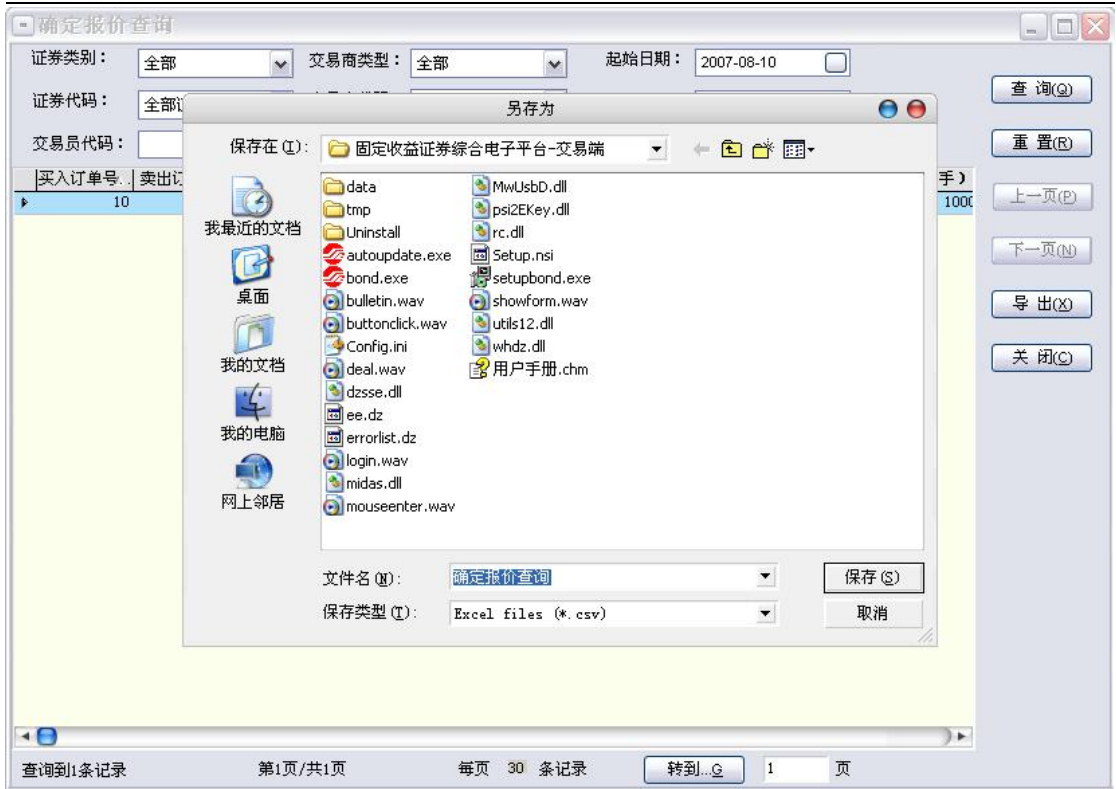 确定报价查询
证券类别： 全部 交易商类型： 全部 起始日期： 2007-08-10
查 询(Q)
证券代码： 全部
交易员代码：
重 置(R)
上一页(P)
下一页(N)
导 出(X)
关 闭(C)
买入订单号.. 卖出订 手）
10 1000
另存为
保存在(I): 固定收益证券综合电子平台-交易端
我最近的文档
桌面
我的文档
我的电脑
网上邻居
data
tmp
Uninstall
autoupdate.exe
bond.exe
bulletin.wav
buttonclick.wav
Config.ini
deal.wav
dzsse.dll
ee.dz
errorlist.dz
login.wav
midas.dll
mouseenter.wav
MwUsbD.dll
psi2EKey.dll
rc.dll
Setup.nsi
setupbond.exe
showform.wav
utils12.dll
whdz.dll
用户手册.chm
文件名(N): 确定报价查询 保存(S)
保存类型(T): Excel files (*.csv) 取消
查询到1条记录 第1页/共1页 每页 30 条记录 转到...G 1 页